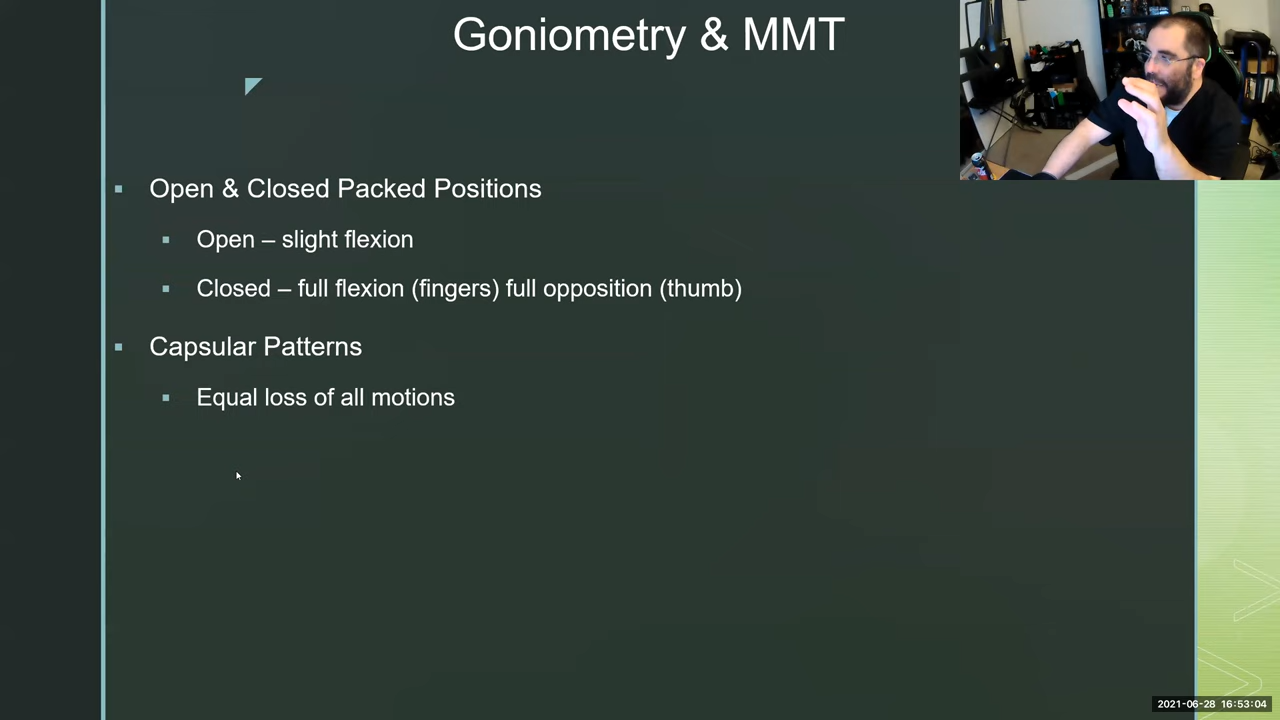 Goniometry & MMT
Open & Closed Packed Positions
Open – slight flexion
Closed – full flexion (fingers) full opposition (thumb)
Capsular Patterns
Equal loss of all motions
2021-06-28 16:53:04